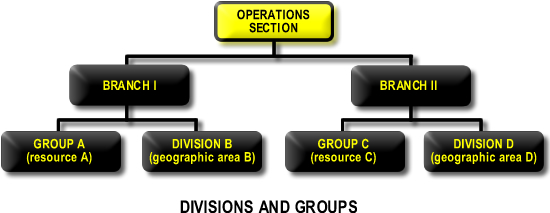 OPERATIONS
SECTION
BRANCH I
BRANCH II
GROUP A
(resource A)
DIVISION B
(geographic area B)
GROUP C
(resource C)
DIVISION D
(geographic area D)
DIVISIONS AND GROUPS